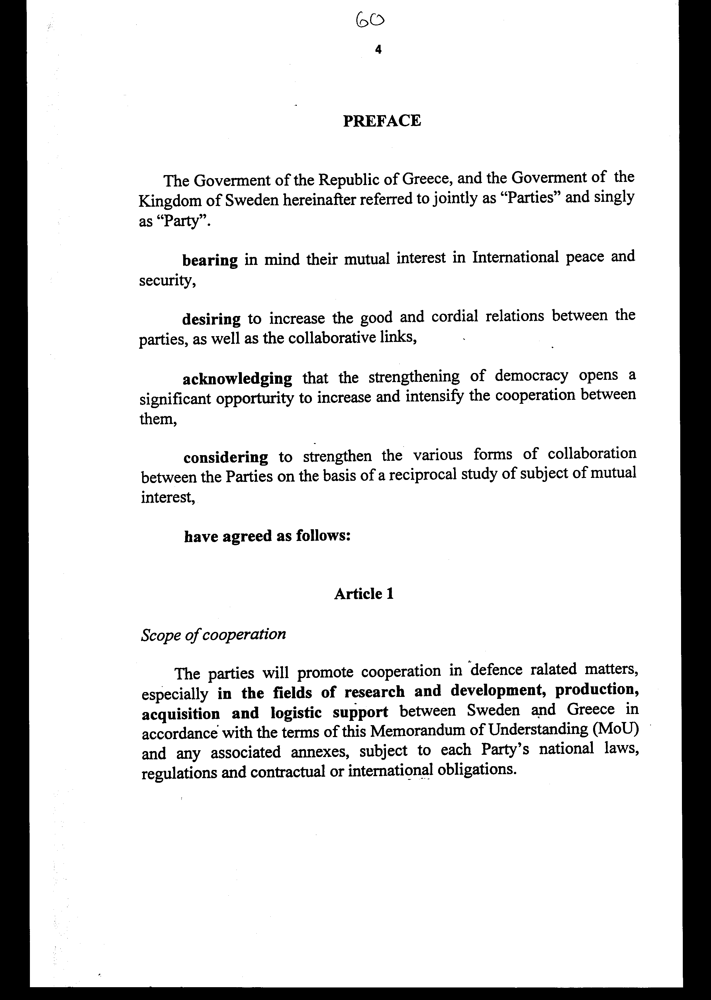 60
4
PREFACE
The Goverment of the Republic of Greece, and the Goverment of the
Kingdom of Sweden hereinafter referred to jointly as “Parties” and singly
as “Party”.
bearing in mind their mutual interest in International peace and
security,
desiring to increase the good and cordial relations between the
parties, as well as the collaborative links,
acknowledging that the strengthening of democracy opens a
significant opporturity to increase and intensify the cooperation between
them,
considering to strengthen the various forms of collaboration
between the Parties on the basis of a reciprocal study of subject of mutual
interest,
have agreed as follows:
Article 1
Scope of cooperation
The parties will promote cooperation in defence ralated matters,
especially in the fields of research and development, production,
acquisition and logistic support between Sweden and Greece in
accordance with the terms of this Memorandum of Understanding (MoU)
and any associated annexes, subject to each Party’s national laws,
regulations and contractual or international obligations.